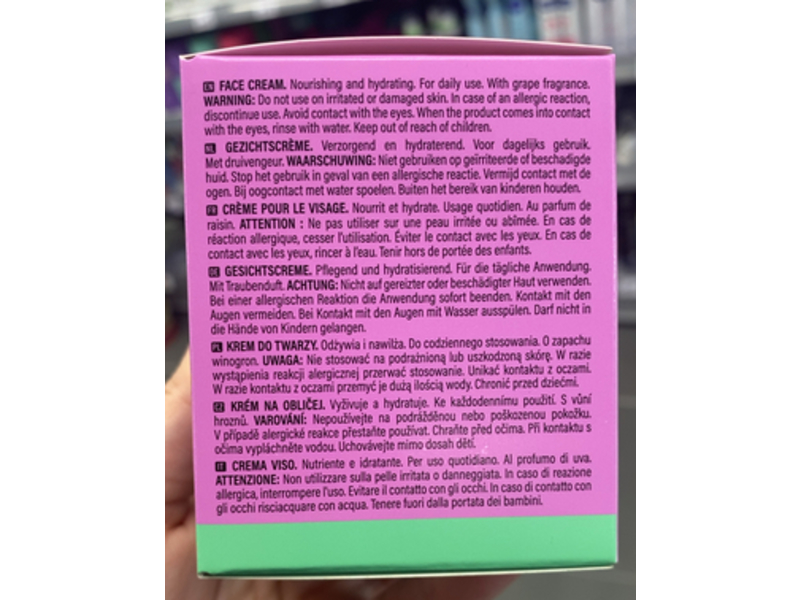 EN FACE CREAM. Nourishing and hydrating. For daily use. With grape fragrance.
WARNING: Do not use on irritated or damaged skin. In case of an allergic reaction,
discontinue use. Avoid contact with the eyes. When the product comes into contact
with the eyes, rinse with water. Keep out of reach of children.
NL GEZICHTSCRÈME. Verzorgend en hydraterend. Voor dagelijks gebruik.
Met druivengeur. WAARSCHUWING: Niet gebruiken op geïrriteerde of beschadigde
huid. Stop het gebruik in geval van een allergische reactie. Vermijd contact met de
ogen. Bij oogcontact met water spoelen. Buiten het bereik van kinderen houden.
FR CRÈME POUR LE VISAGE. Nourrit et hydrate. Usage quotidien. Au parfum de
raisin. ATTENTION : Ne pas utiliser sur une peau irritée ou abîmée. En cas de
réaction allergique, cesser l'utilisation. Éviter le contact avec les yeux. En cas de
contact avec les yeux, rincer à l'eau. Tenir hors de portée des enfants.
DE GESICHTSCREME. Pflegend und hydratisierend. Für die tägliche Anwendung.
Mit Traubenduft. ACHTUNG: Nicht auf gereizter oder beschädigter Haut verwenden.
Bei einer allergischen Reaktion die Anwendung sofort beenden. Kontakt mit den
Augen vermeiden. Bei Kontakt mit den Augen mit Wasser ausspülen. Darf nicht in
die Hände von Kindern gelangen.
PL KREM DO TWARZY. Odżywia i nawilża. Do codziennego stosowania. O zapachu
winogron. UWAGA: Nie stosować na podrażnioną lub uszkodzoną skórę. W razie
wystąpienia reakcji alergicznej przerwać stosowanie. Unikać kontaktu z oczami.
W razie kontaktu z oczami przemyć je dużą ilością wody. Chronić przed dziećmi.
CZ KRÉM NA OBLIČEJ. Vyživuje a hydratuje. Ke každodennímu použití. S vůní
hroznů. VAROVÁNÍ: Nepoužívejte na podrážděnou nebo poškozenou pokožku.
V případě alergické reakce přestaňte používat. Chraňte před očima. Při kontaktu s
očima vypláchněte vodou. Uchovávejte mimo dosah dětí.
IT CREMA VISO. Nutriente e idratante. Per uso quotidiano. Al profumo di uva.
ATTENZIONE: Non utilizzare sulla pelle irritata o danneggiata. In caso di reazione
allergica, interrompere l'uso. Evitare il contatto con gli occhi. In caso di contatto con
gli occhi risciacquare con acqua. Tenere fuori dalla portata dei bambini.